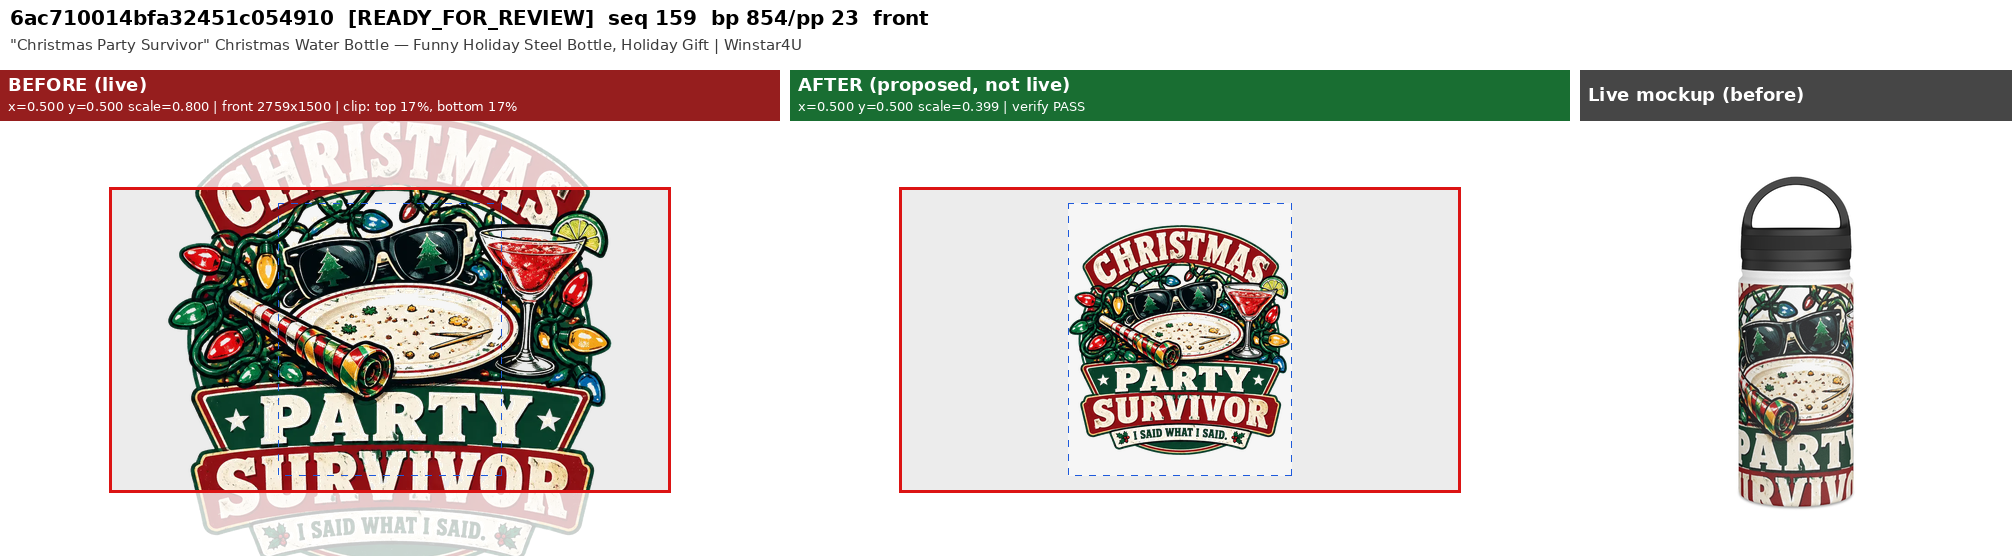 6ac710014bfa32451c054910 [READY_FOR_REVIEW] seq 159 bp 854/pp 23 front
"Christmas Party Survivor" Christmas Water Bottle — Funny Holiday Steel Bottle, Holiday Gift | Winstar4U
BEFORE (live)
x=0.500 y=0.500 scale=0.800 | front 2759x1500 | clip: top 17%, bottom 17%
CHRISTMAS
PARTY
SURVIVOR
I SAID WHAT I SAID.
AFTER (proposed, not live)
x=0.500 y=0.500 scale=0.399 | verify PASS
CHRISTMAS
PARTY
SURVIVOR
I SAID WHAT I SAID.
Live mockup (before)
PARTY
URVIVO